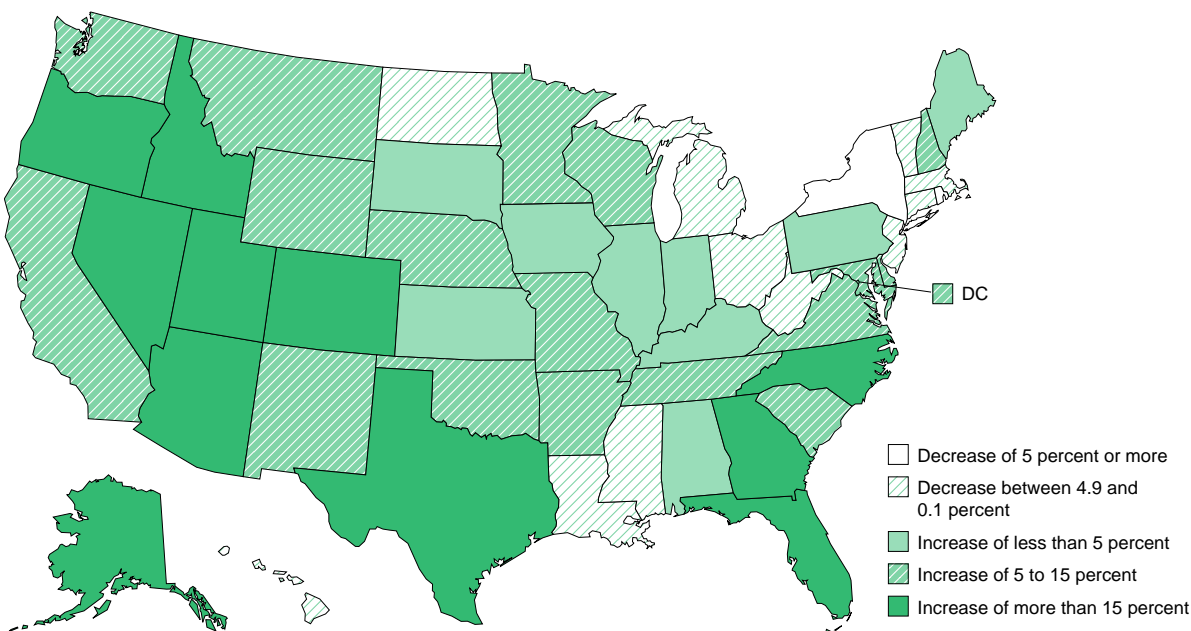 DC
Decrease of 5 percent or more
Decrease between 4.9 and
0.1 percent
Increase of less than 5 percent
Increase of 5 to 15 percent
Increase of more than 15 percent